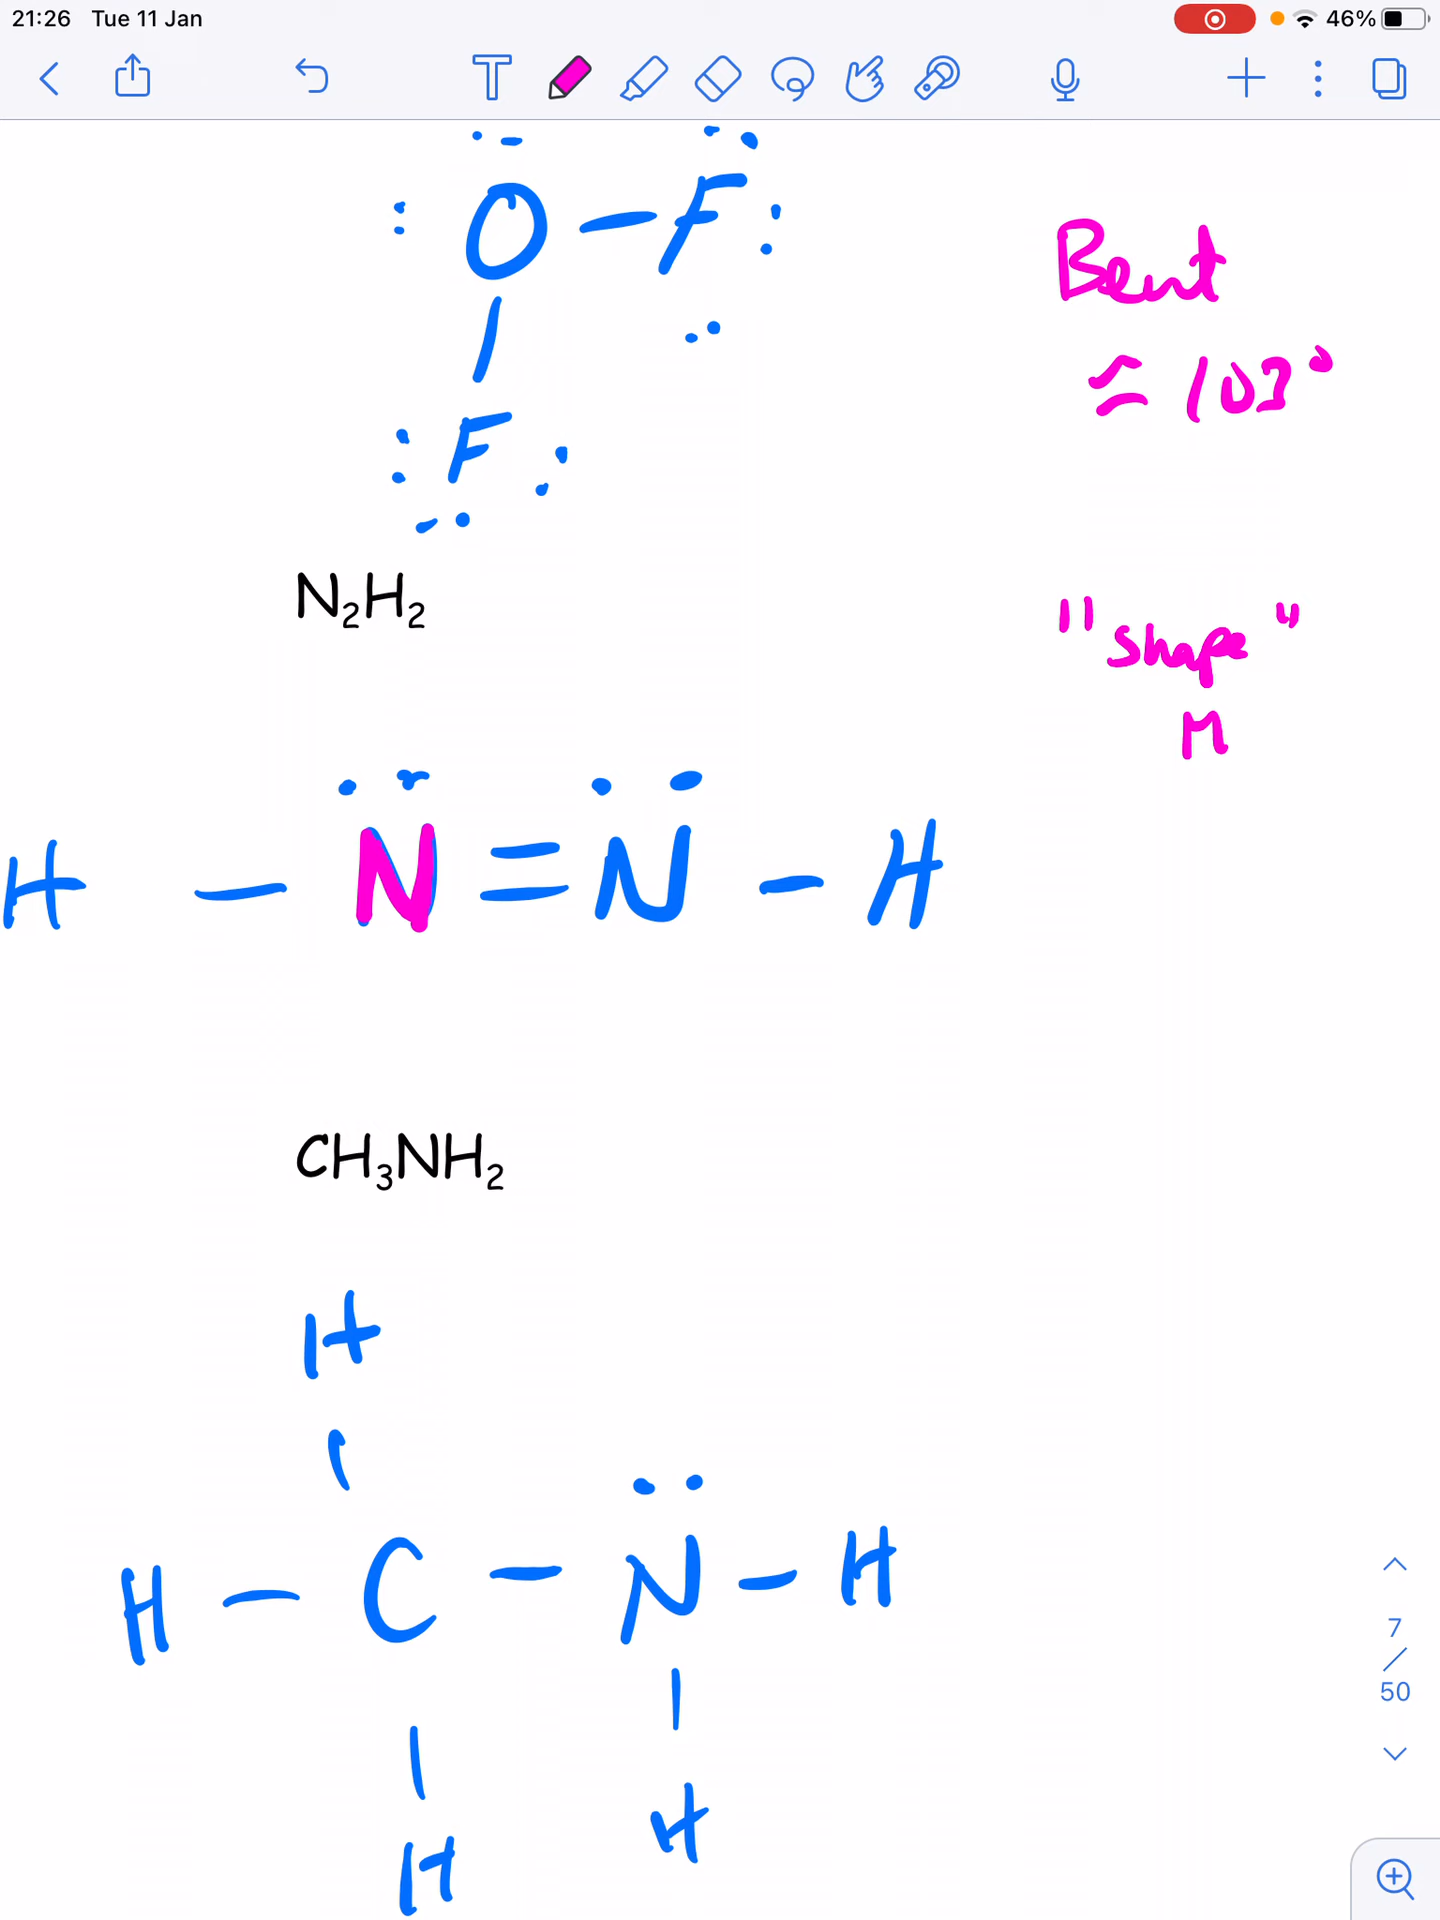 21:26 Tue 11 Jan
46%
O – F
F
Bent
≈ 103°
N₂H₂
"shape"
M
H – N = N – H
CH₃NH₂
H
H – C – N – H
H
H
7
/
50